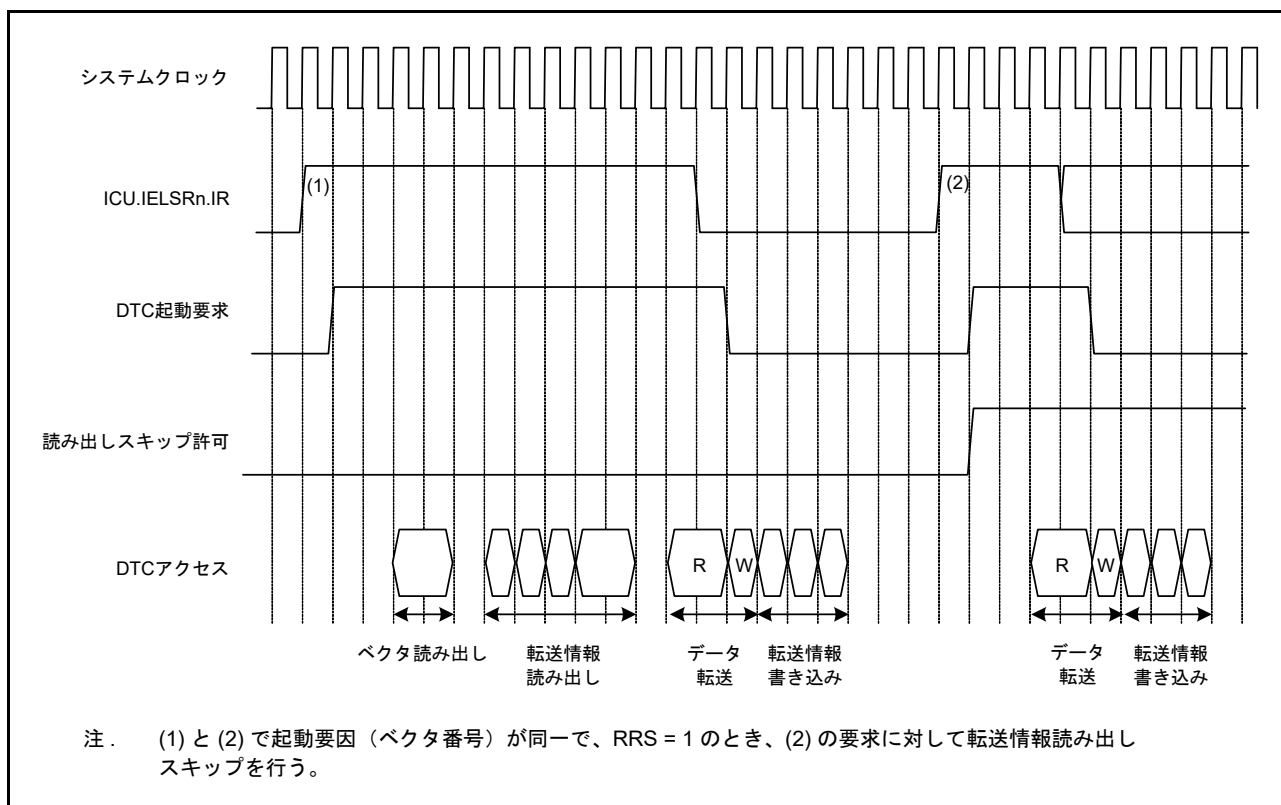 システムクロック
ICU.IELSRn.IR
(1)
(2)
DTC起動要求
読み出しスキップ許可
DTCアクセス
R
W
R
W
ベクタ読み出し
転送情報
読み出し
データ
転送
転送情報
書き込み
データ
転送
転送情報
書き込み
注 . (1) と (2) で起動要因（ベクタ番号）が同一で、RRS = 1 のとき、(2) の要求に対して転送情報読み出し
スキップを行う。